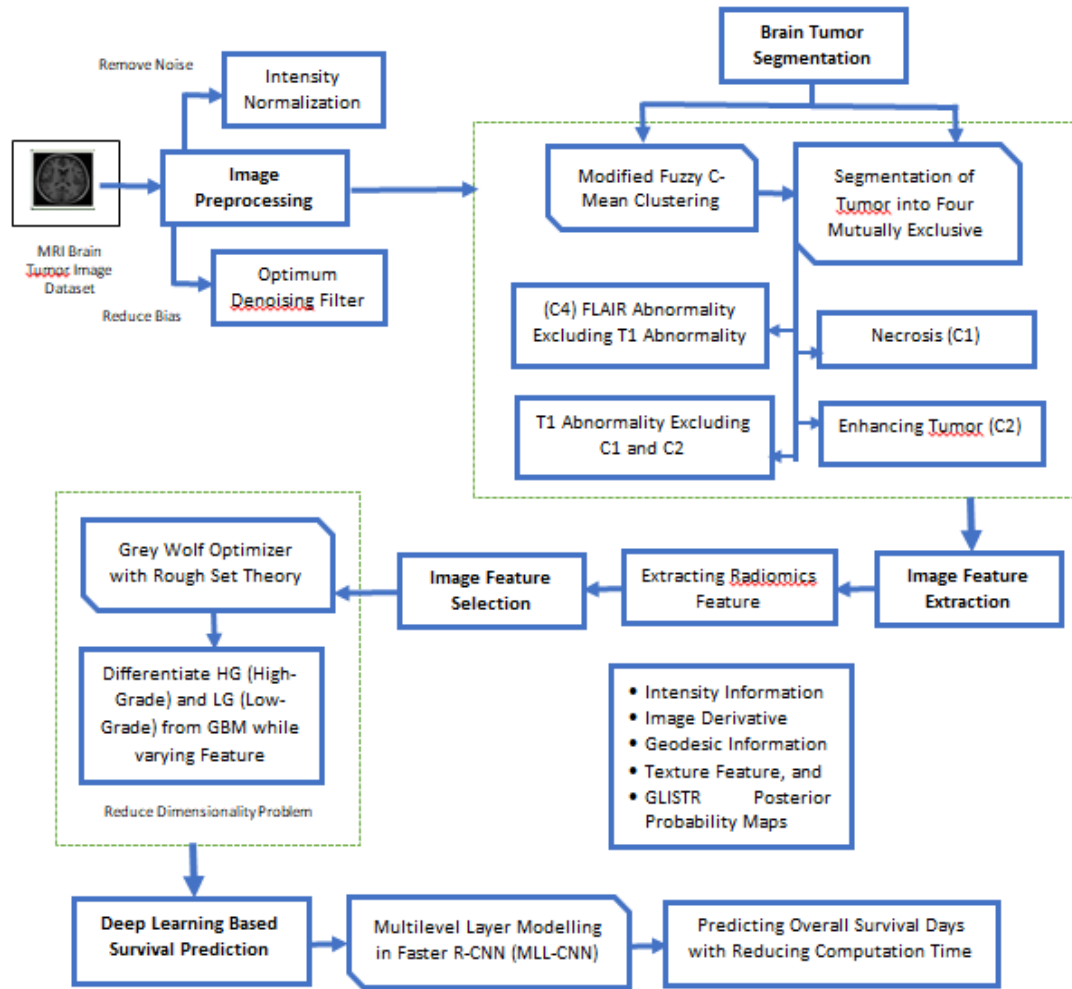 Brain Tumor
Segmentation
Remove Noise
Intensity
Normalization
Image
Preprocessing
MRI Brain
Tumor Image
Dataset
Optimum
Denoising Filter
Reduce Bias
Modified Fuzzy C-
Mean Clustering
Segmentation of
Tumor into Four
Mutually Exclusive
(C4) FLAIR Abnormality
Excluding T1 Abnormality
Necrosis (C1)
T1 Abnormality Excluding
C1 and C2
Enhancing Tumor (C2)
Image Feature
Extraction
Extracting Radiomics
Feature
Image Feature
Selection
Grey Wolf Optimizer
with Rough Set Theory
Differentiate HG (High-
Grade) and LG (Low-
Grade) from GBM while
varying Feature
Reduce Dimensionality Problem
• Intensity Information
• Image Derivative
• Geodesic Information
• Texture Feature, and
• GLISTR Posterior
Probability Maps
Deep Learning Based
Survival Prediction
Multilevel Layer Modelling
in Faster R-CNN (MLL-CNN)
Predicting Overall Survival Days
with Reducing Computation Time